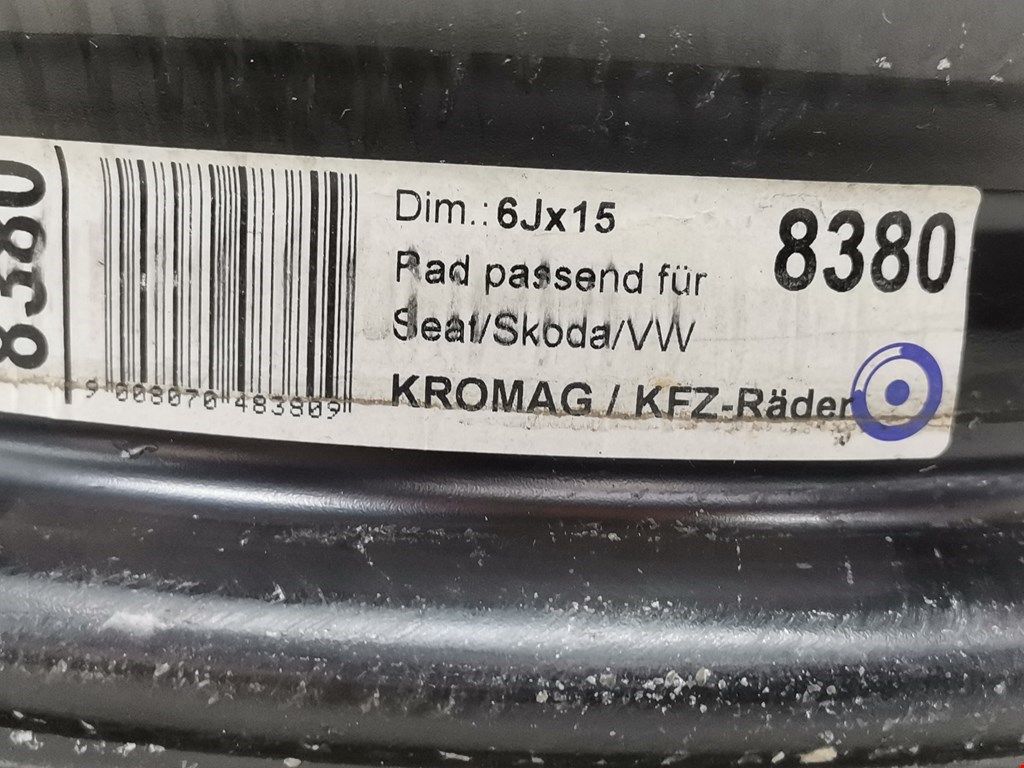 8380
9 008070 483809
Dim.: 6Jx15
Rad passend für
Seat/Skoda/VW
KROMAG / KFZ-Räder
8380